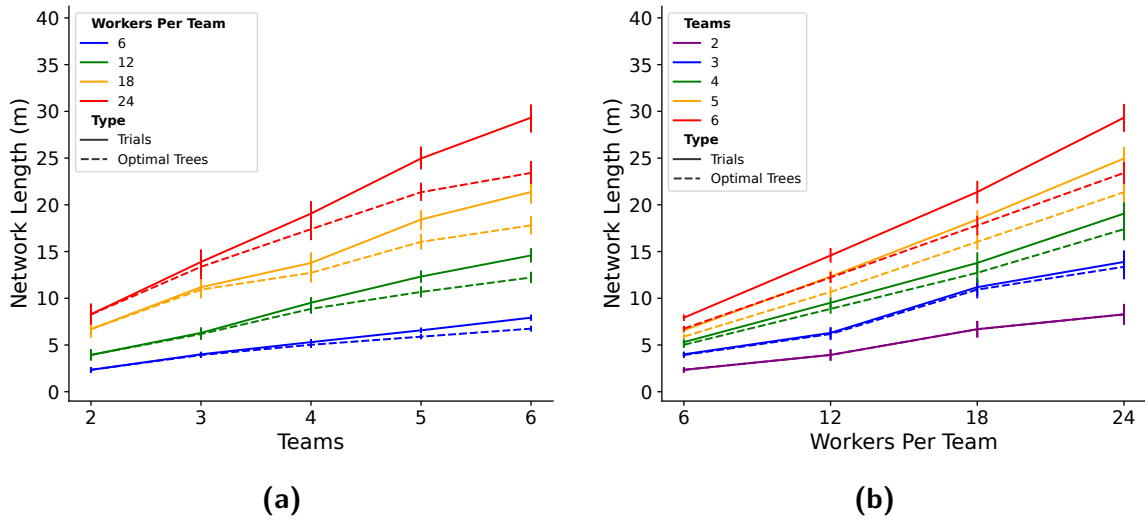 40
35
30
25
20
15
10
5
0
Network Length (m)
Workers Per Team
6
12
18
24
Type
Trials
Optimal Trees
2 3 4 5 6
Teams
(a)
40
35
30
25
20
15
10
5
0
Network Length (m)
Teams
2
3
4
5
6
Type
Trials
Optimal Trees
6 12 18 24
Workers Per Team
(b)